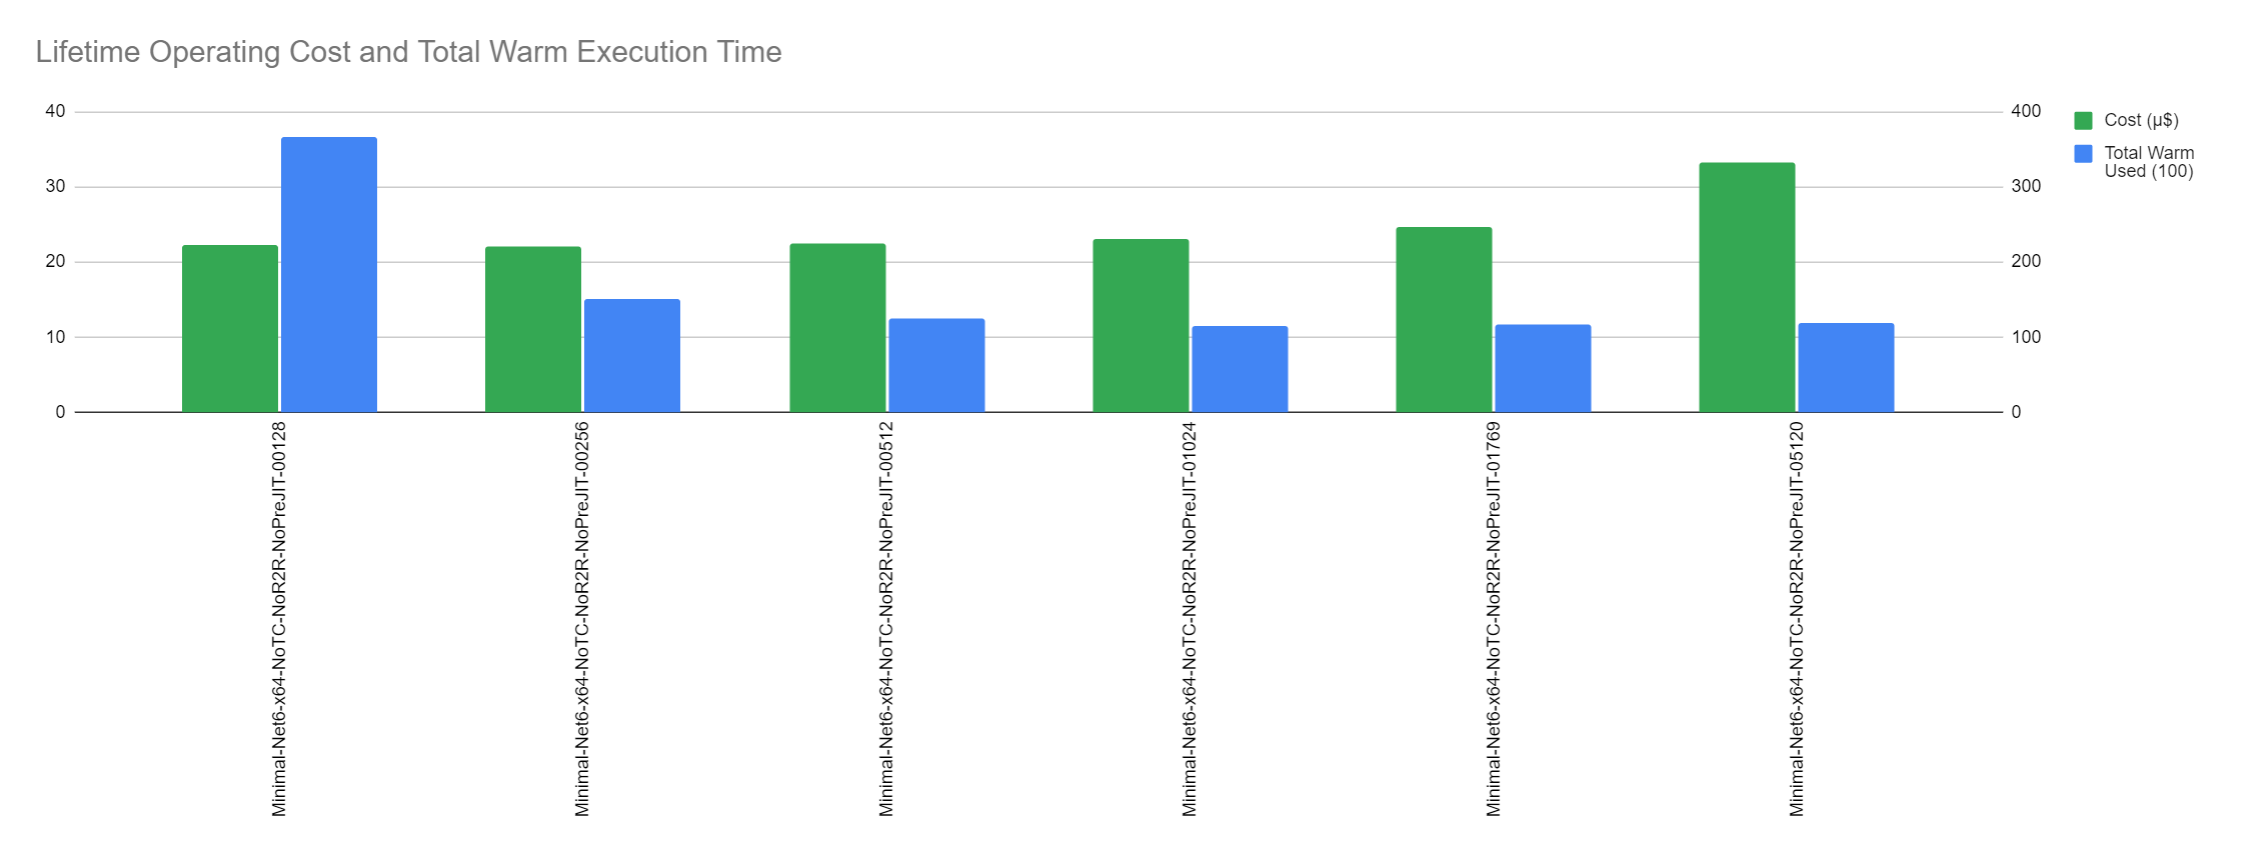 Lifetime Operating Cost and Total Warm Execution Time
40
30
20
10
0
400
300
200
100
0
Cost (µ$)
Total Warm
Used (100)
Minimal-Net6-x64-NoTC-NoR2R-NoPreJIT-00128
Minimal-Net6-x64-NoTC-NoR2R-NoPreJIT-00256
Minimal-Net6-x64-NoTC-NoR2R-NoPreJIT-00512
Minimal-Net6-x64-NoTC-NoR2R-NoPreJIT-01024
Minimal-Net6-x64-NoTC-NoR2R-NoPreJIT-01769
Minimal-Net6-x64-NoTC-NoR2R-NoPreJIT-05120